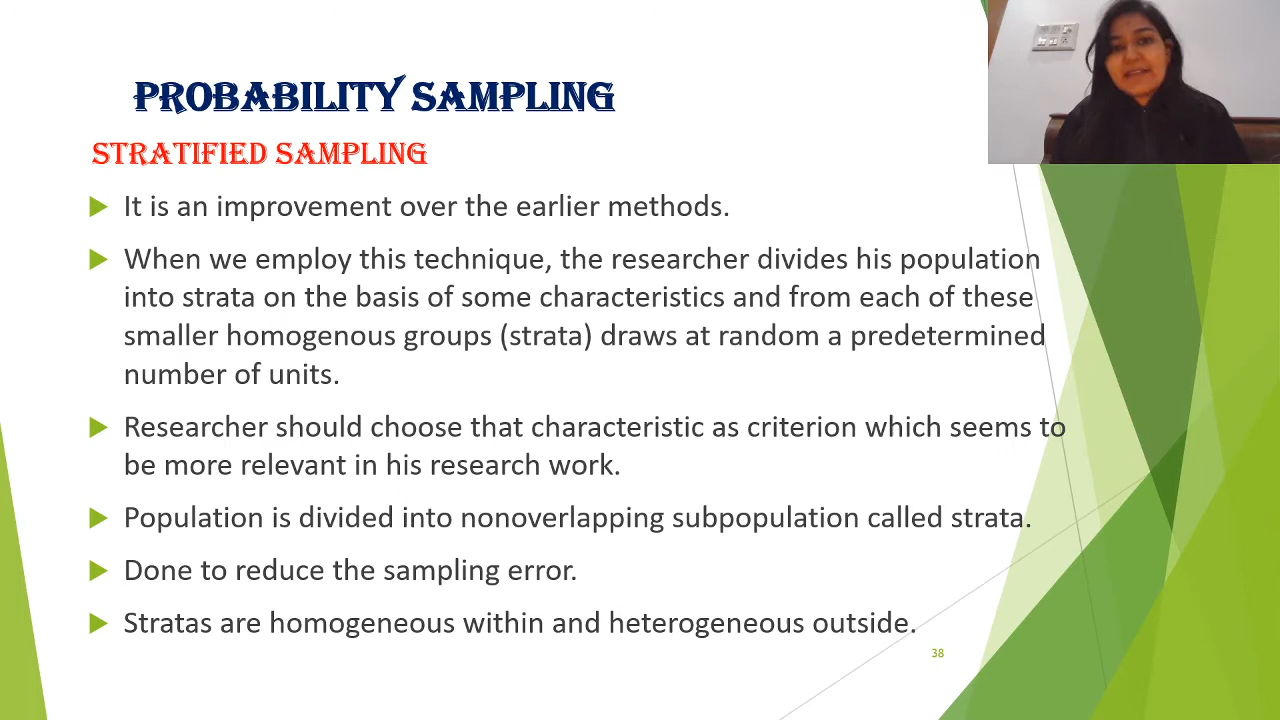 PROBABILITY SAMPLING
STRATIFIED SAMPLING
It is an improvement over the earlier methods.
When we employ this technique, the researcher divides his population
into strata on the basis of some characteristics and from each of these
smaller homogenous groups (strata) draws at random a predetermined
number of units.
Researcher should choose that characteristic as criterion which seems to
be more relevant in his research work.
Population is divided into nonoverlapping subpopulation called strata.
Done to reduce the sampling error.
Stratas are homogeneous within and heterogeneous outside.
38